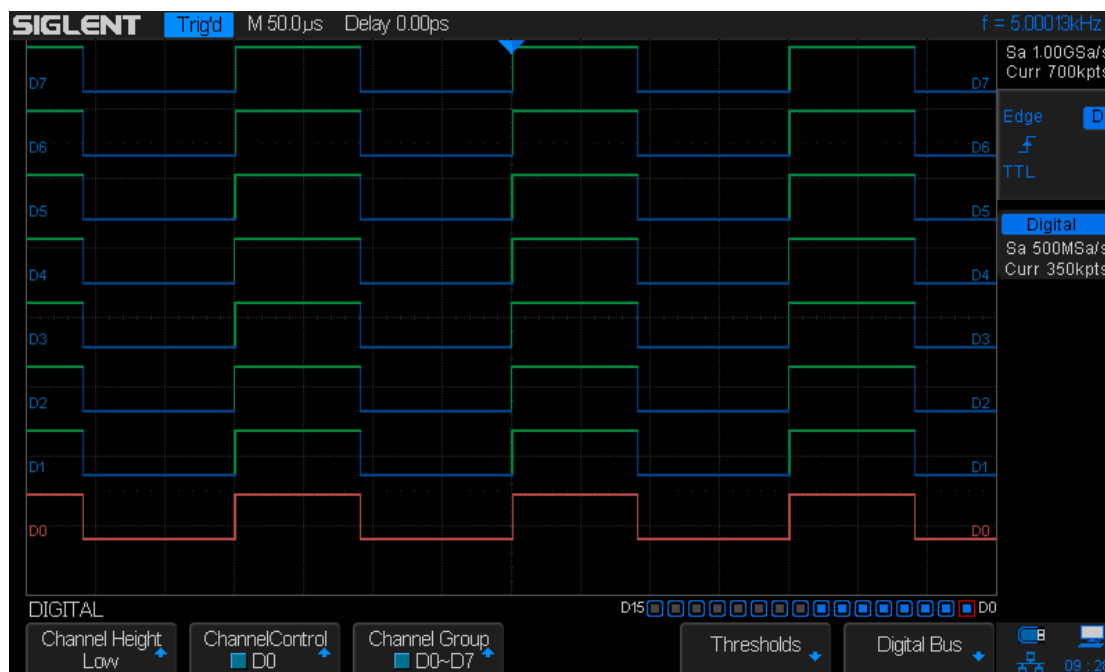 SIGLENT Trig'd M 50.0µs Delay 0.00ps f = 5.00013kHz
Sa 1.00GSa/s
Curr 700kpts
D7 D7
Edge D
D6 D6
TTL
D5 D5
Digital
Sa 500MSa/s
D4 D4 Curr 350kpts
D3 D3
D2 D2
D1 D1
D0 D0
DIGITAL D15 D0
Channel Height ChannelControl Channel Group Thresholds Digital Bus
Low D0 D0~D7
09 : 20